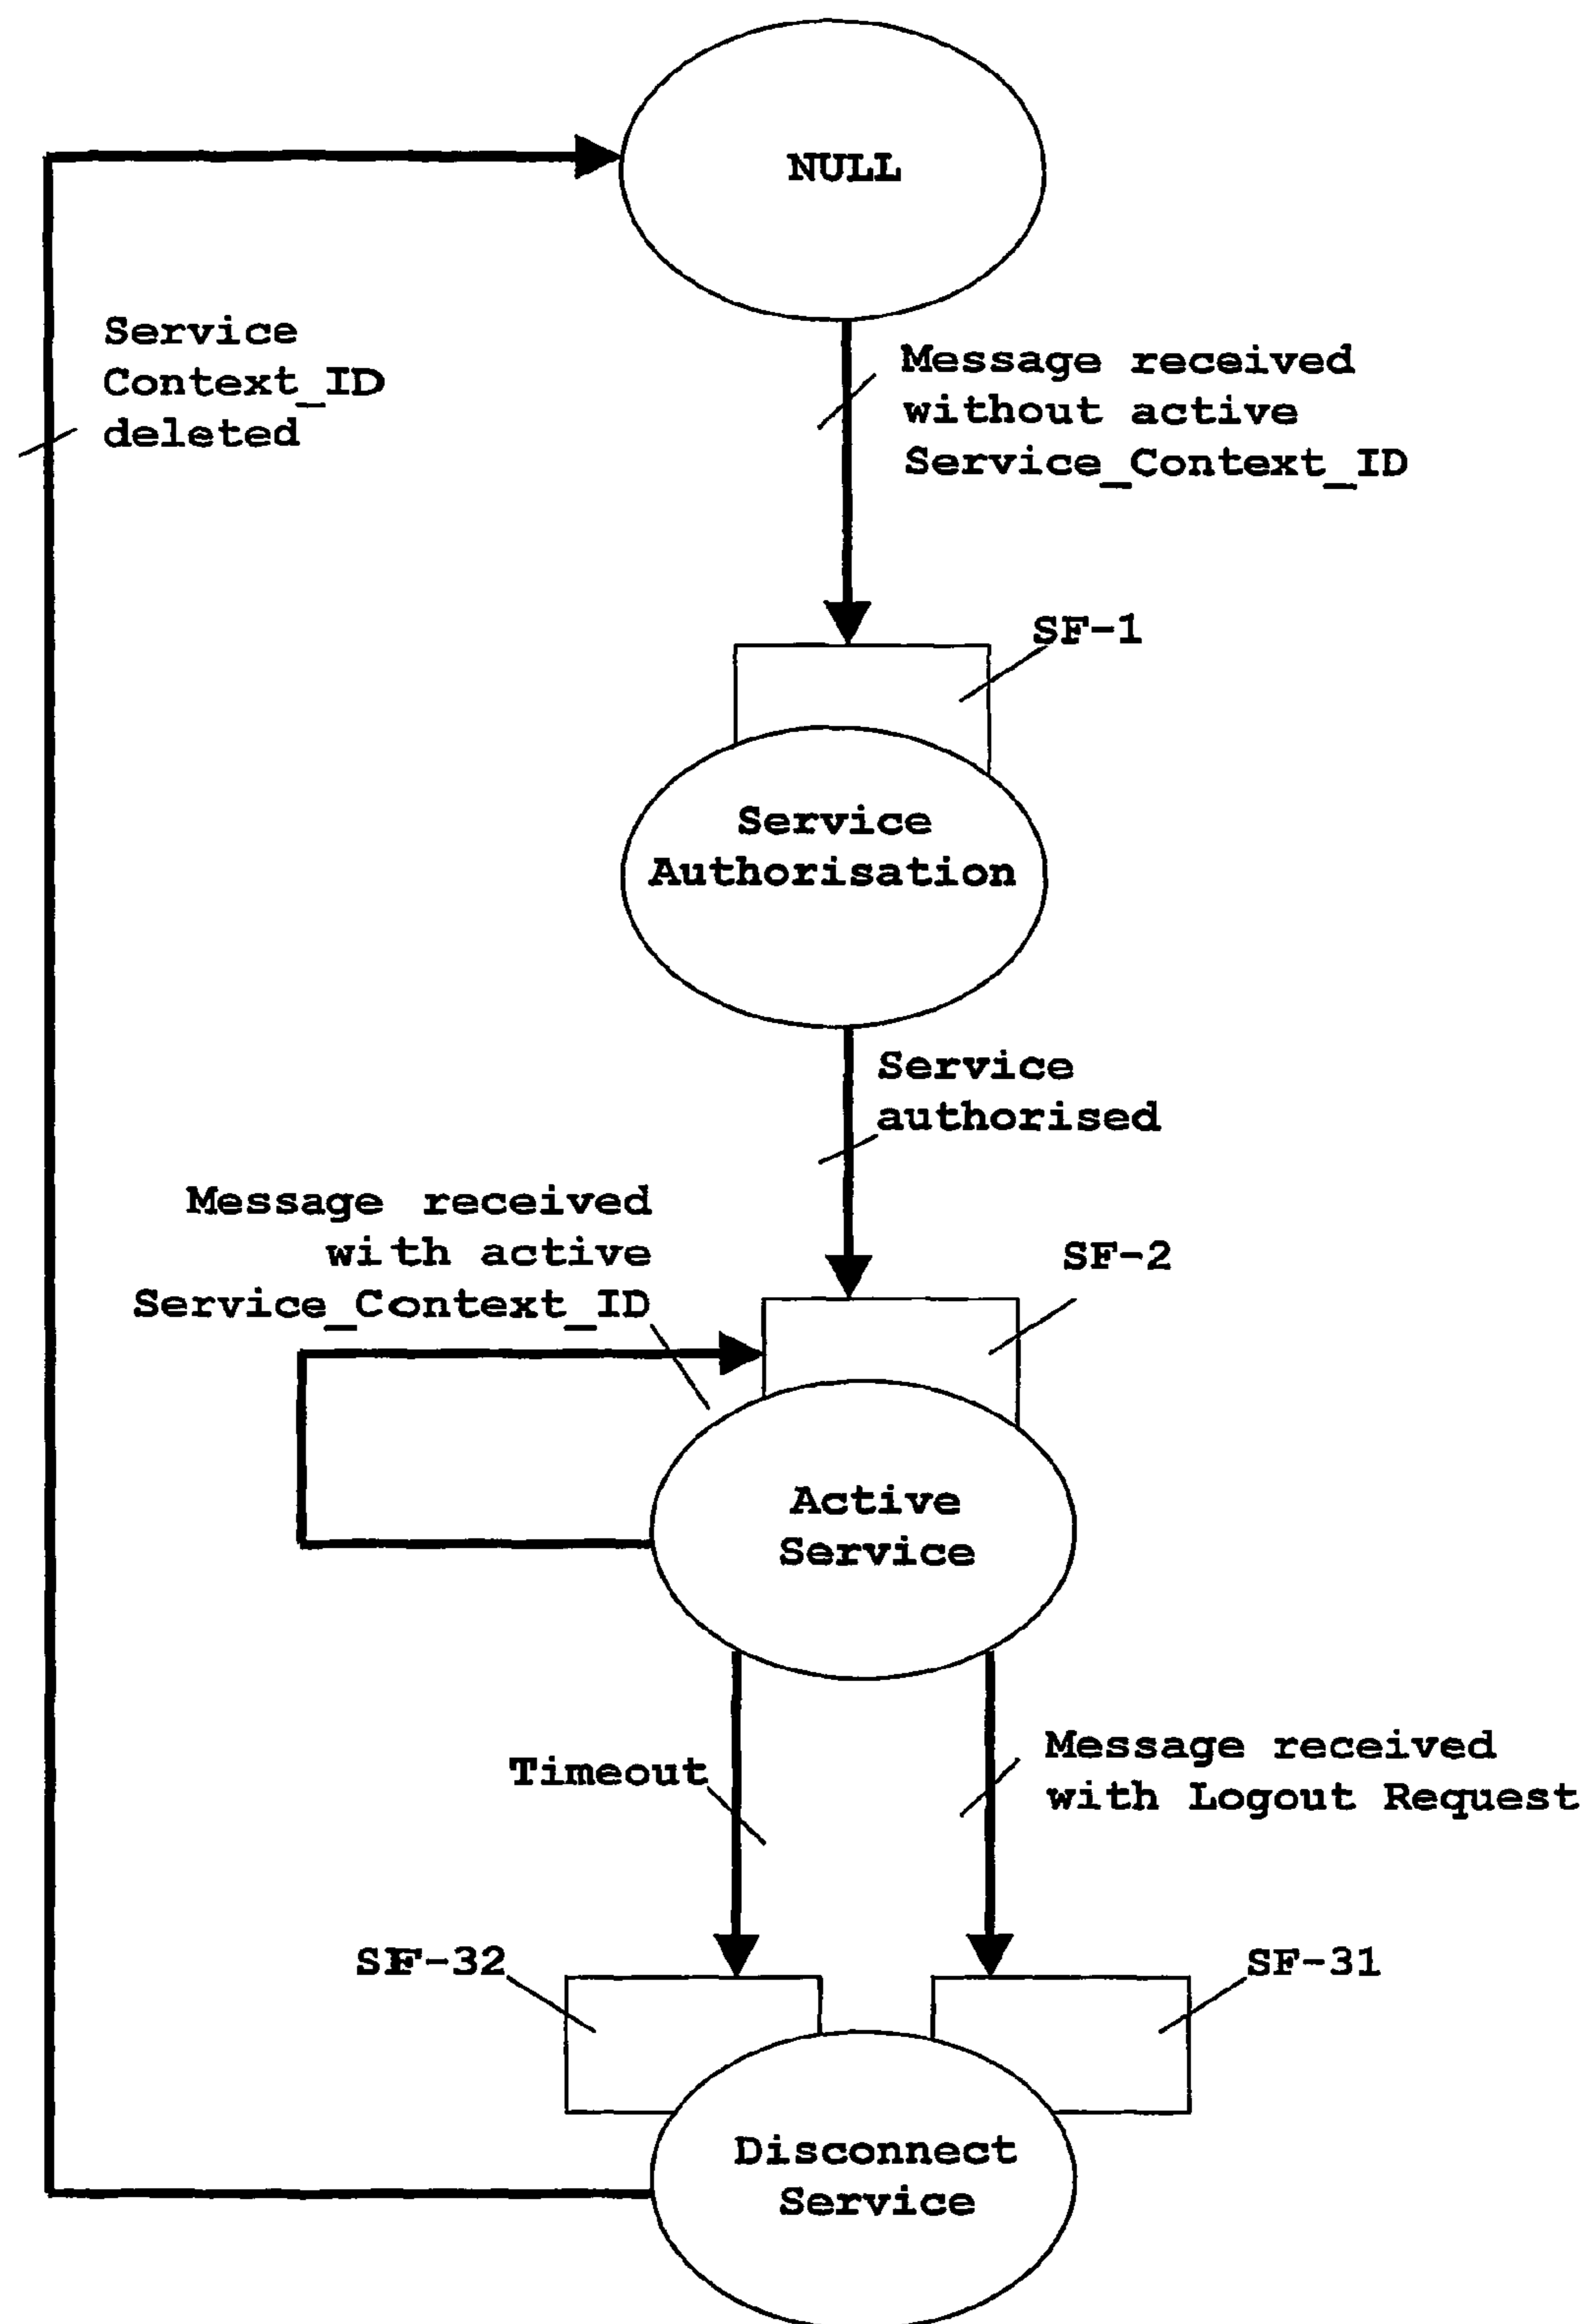 NULL
Service
Context_ID
deleted
Message received
without active
Service_Context_ID
SF-1
Service
Authorisation
Service
authorised
Message received
with active
Service_Context_ID
SF-2
Active
Service
Timeout
Message received
with Logout Request
SF-32
SF-31
Disconnect
Service